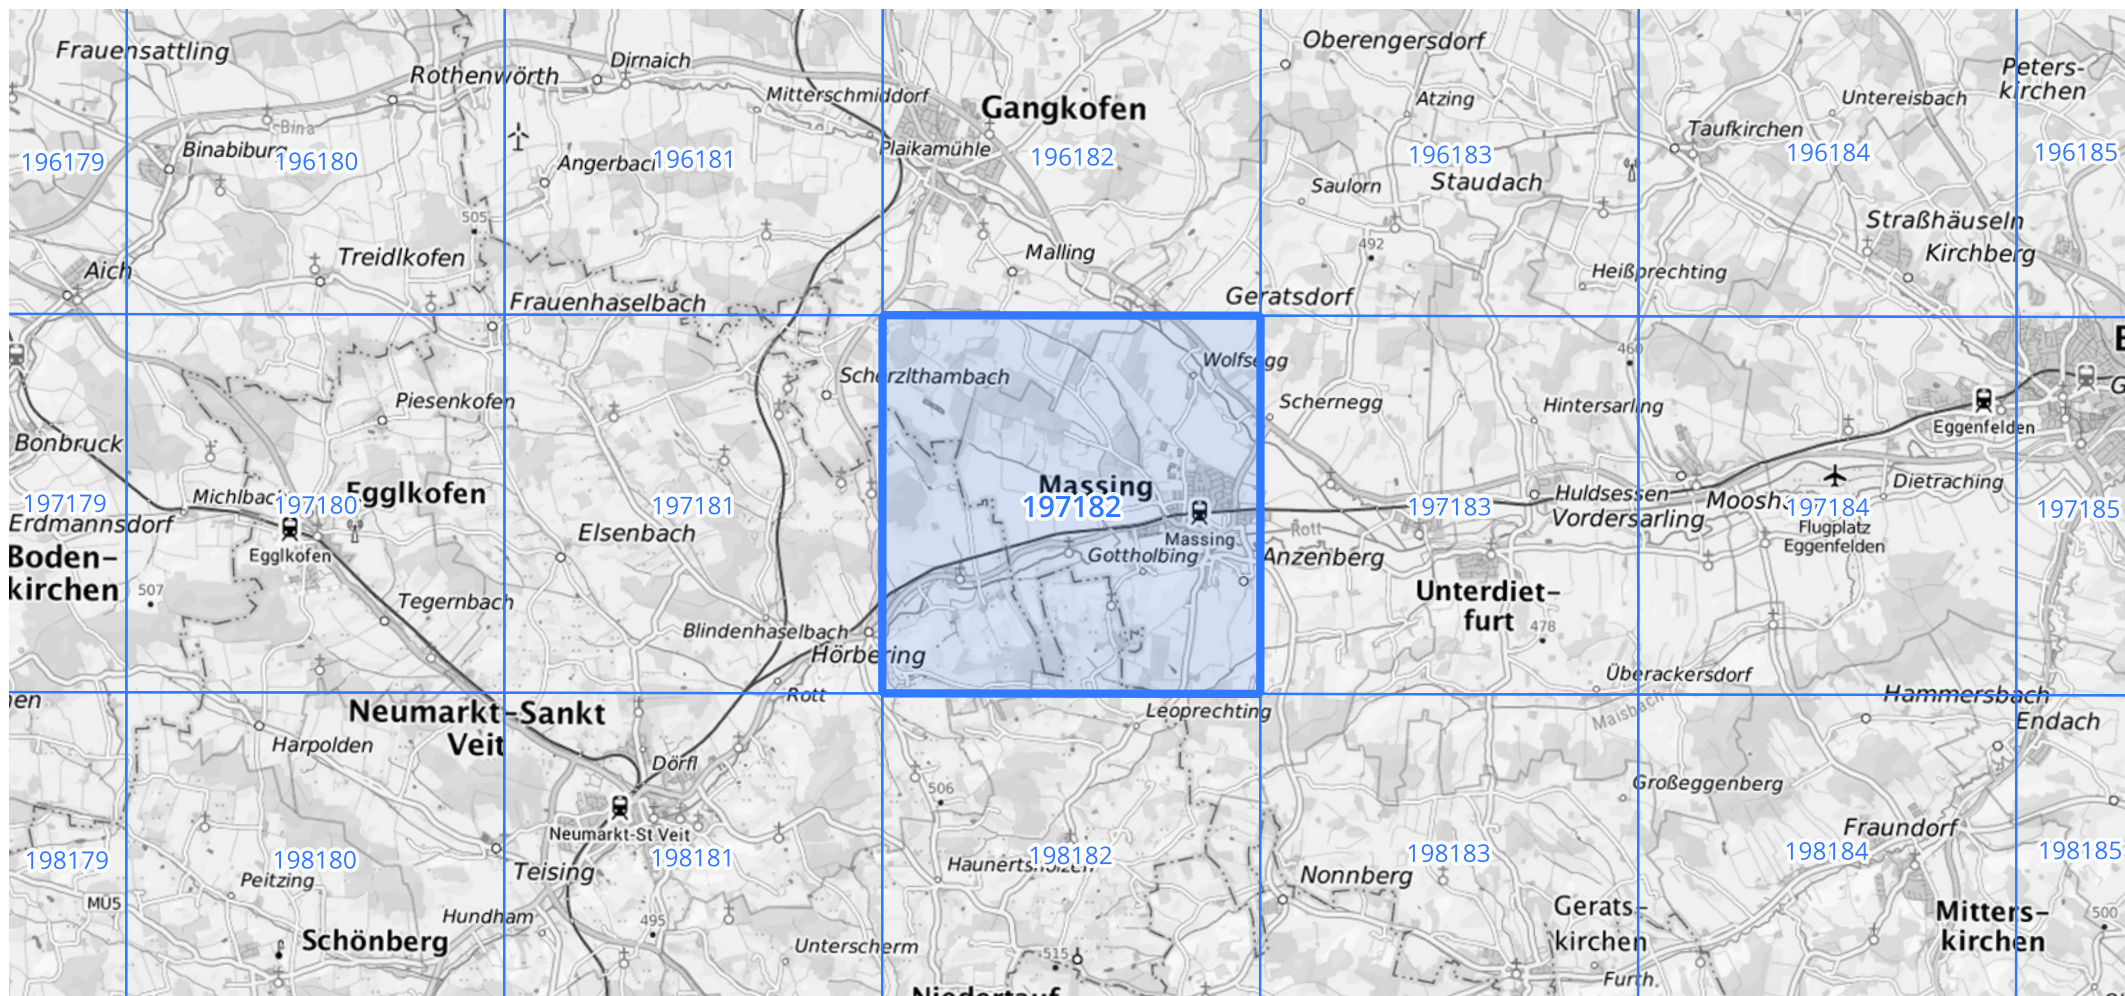 Frauensattling
Rothenwörth
Dirnaich
Mitterschmiddorf
Gangkofen
Oberengersdorf
Atzing
Untereisbach
Peters-
kirchen
Bina
Binabiburg
Angerbach
Plaikamühle
Taufkirchen
196179
196180
196181
196182
196183
196184
196185
Saulorn
Staudach
505
Treidlkofen
Aich
Malling
492
Straßhäuseln
Kirchberg
Heißprechting
Frauenhaselbach
Geratsdorf
Scherzlthambach
Wolfsegg
460
Piesenkofen
Schernegg
Hintersarling
Eggenfelden
Bonbruck
Michlbach
Egglkofen
Massing
Huldsessen
Dietraching
197179
197180
197181
197182
197183
197184
197185
Erdmannsdorf
Elsenbach
Rott
Vordersarling
Flugplatz
Eggenfelden
Boden-
kirchen
Egglkofen
Massing
Gottholbing
Anzenberg
507
Tegernbach
Unterdiet-
furt
478
Blindenhaselbach
Hörbering
Überackersdorf
Rott
Hammersbach
Neumarkt-Sankt
Veit
Leoprechting
Maisbach
Endach
Harpolden
Dörfl
506
Großeggenberg
Neumarkt-St Veit
Fraundorf
198179
198180
198181
198182
198183
198184
198185
Peitzing
Teising
Nonnberg
MÜ5
Hundham
495
Gerats-
kirchen
Mitters-
kirchen
500
Schönberg
Unterscherm
515
Furth.